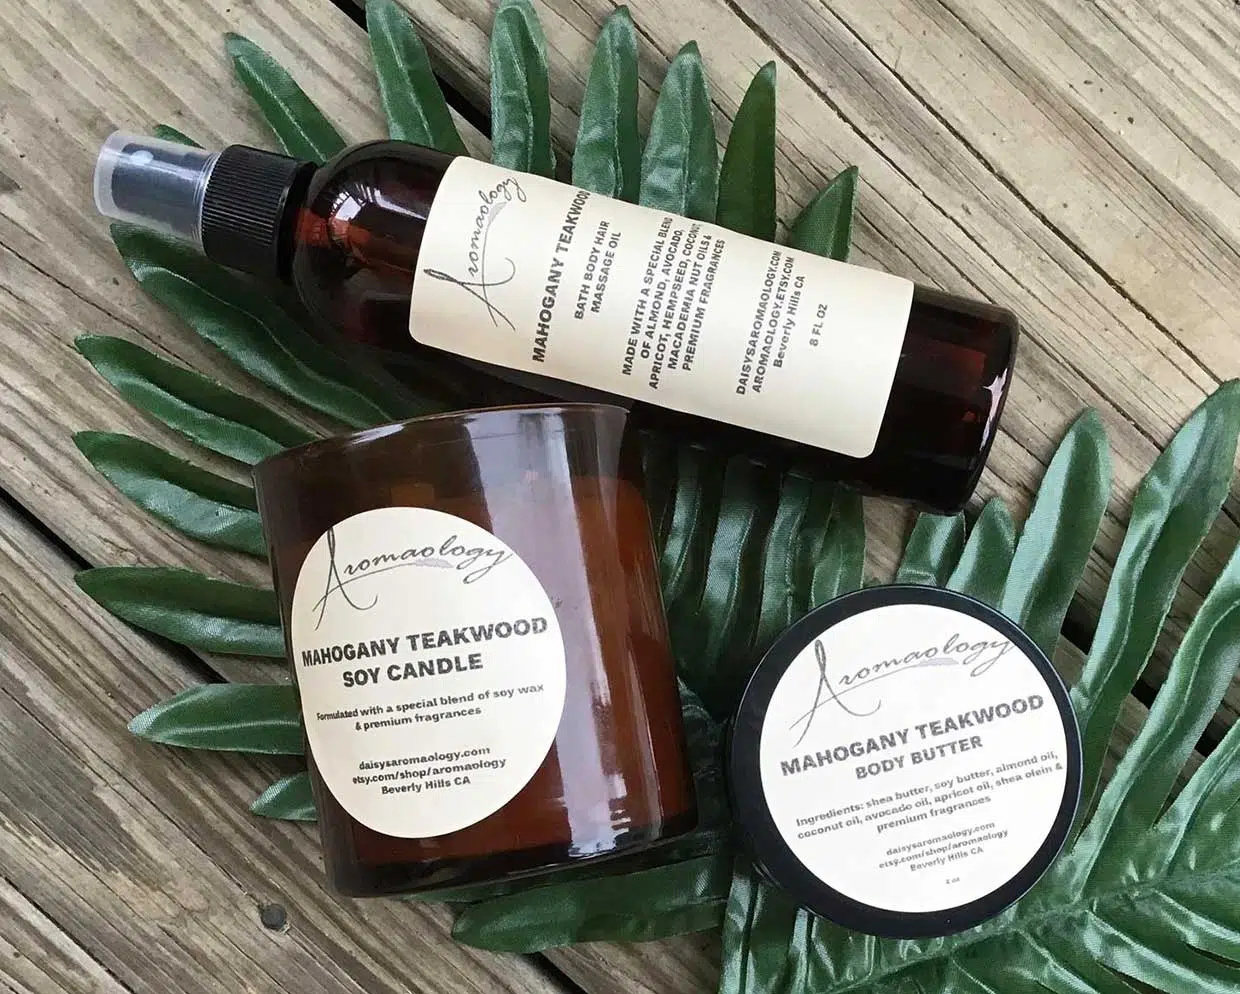 Aromaology
MAHOGANY TEAKWOOD
BATH BODY HAIR
MASSAGE OIL
MADE WITH A SPECIAL BLEND
OF ALMOND, AVOCADO,
APRICOT, HEMPSEED, COCONUT,
MACADEMIA NUT OILS &
PREMIUM FRAGRANCES
DAISYSAROMAOLOGY.COM
AROMAOLOGY.ETSY.COM
Beverly Hills CA
8 FL OZ
Aromaology
MAHOGANY TEAKWOOD
SOY CANDLE
Formulated with a special blend of soy wax
& premium fragrances
daisysaromaology.com
etsy.com/shop/aromaology
Beverly Hills CA
Aromaology
MAHOGANY TEAKWOOD
BODY BUTTER
Ingredients: shea butter, soy butter, almond oil,
coconut oil, avocado oil, apricot oil, shea olein &
premium fragrances
daisysaromaology.com
etsy.com/shop/aromaology
Beverly Hills CA
oz